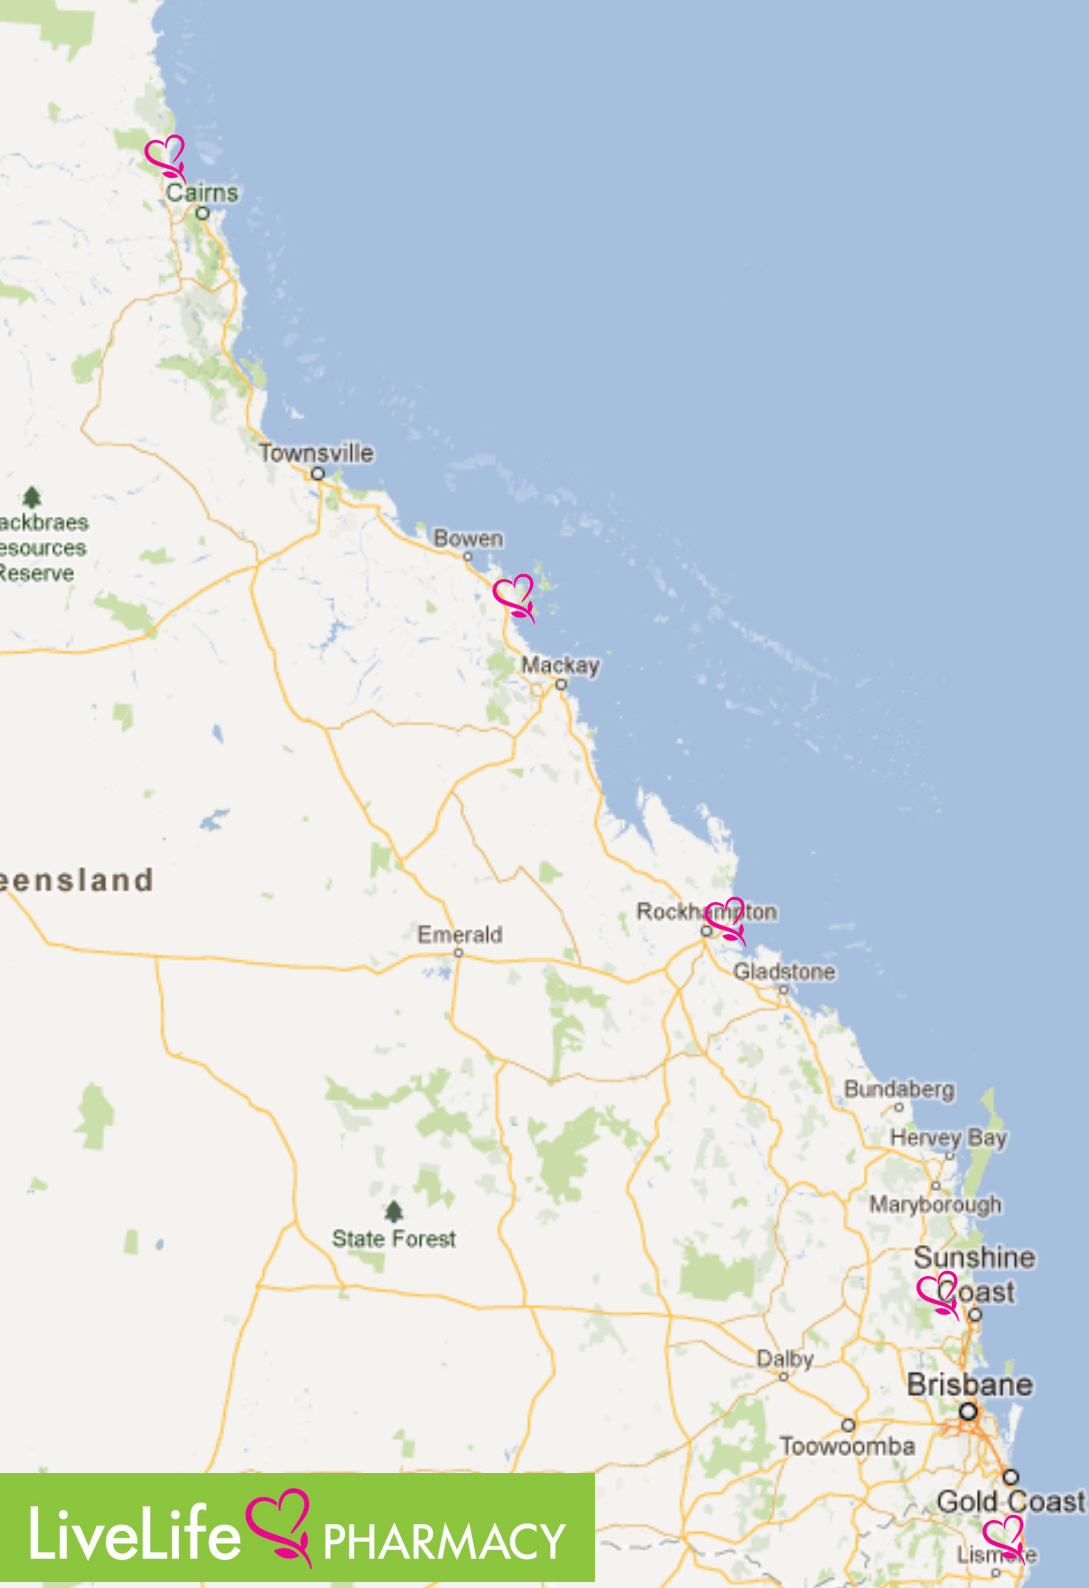 Cairns
Townsville
ackbraes
esources
Reserve
Bowen
Mackay
eensland
Rockhampton
Emerald
Gladstone
Bundaberg
Hervey Bay
Maryborough
State Forest
Sunshine
Coast
Dalby
Brisbane
Toowoomba
Gold Coast
LiveLife PHARMACY
Lismore